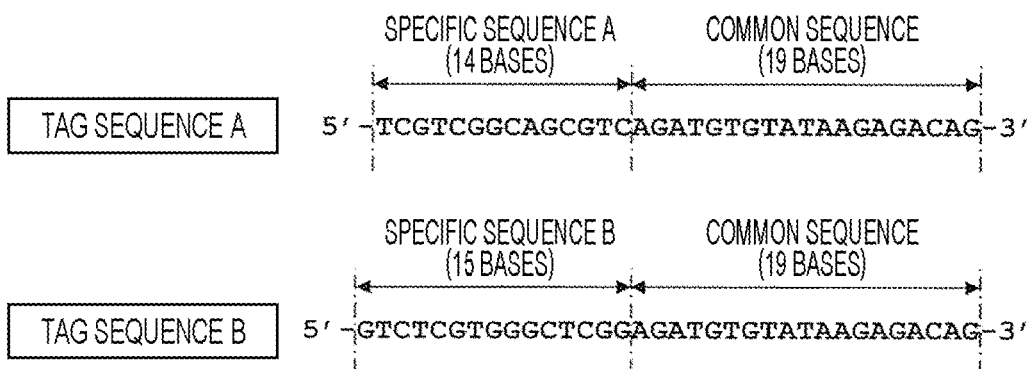 SPECIFIC SEQUENCE A COMMON SEQUENCE
(14 BASES) (19 BASES)
TAG SEQUENCE A 5′-TCGTCGGCAGCGTCAGATGTGTATAAGAGACAG-3′
SPECIFIC SEQUENCE B COMMON SEQUENCE
(15 BASES) (19 BASES)
TAG SEQUENCE B 5′-GTCTCGTGGGCTCGGAGATGTGTATAAGAGACAG-3′